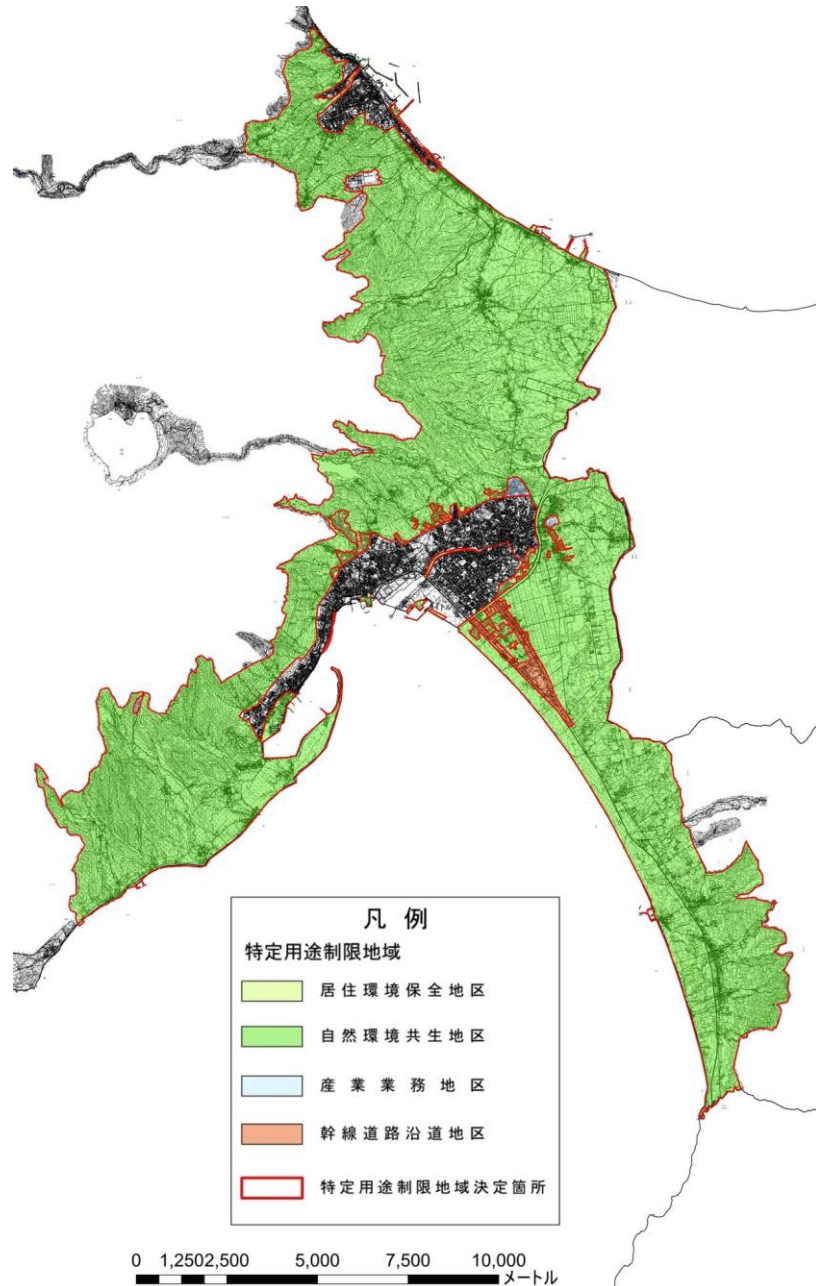 凡例
特定用途制限地域
居住環境保全地区
自然環境共生地区
産業業務地区
幹線道路沿道地区
特定用途制限地域決定箇所
0 1,250 2,500 5,000 7,500 10,000
メートル